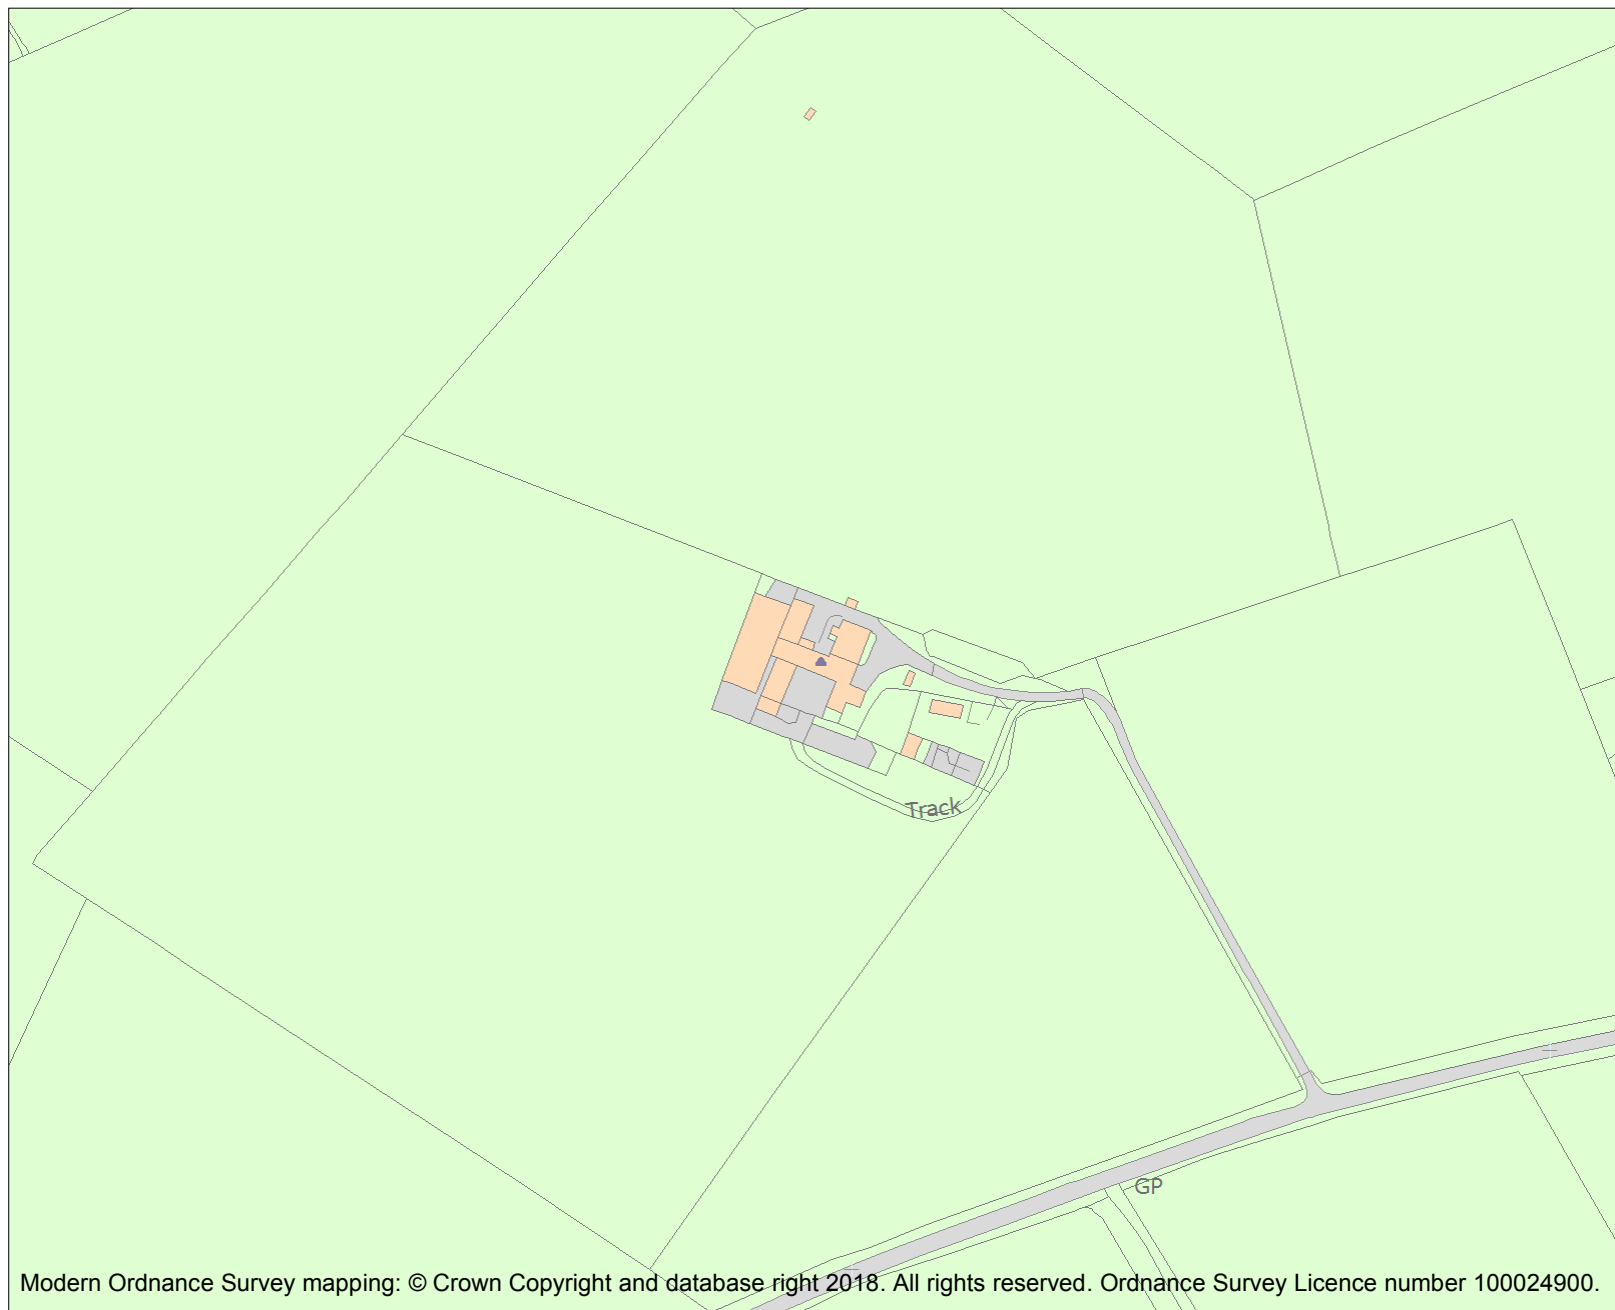 Track
GP
Modern Ordnance Survey mapping: © Crown Copyright and database right 2018. All rights reserved. Ordnance Survey Licence number 100024900.